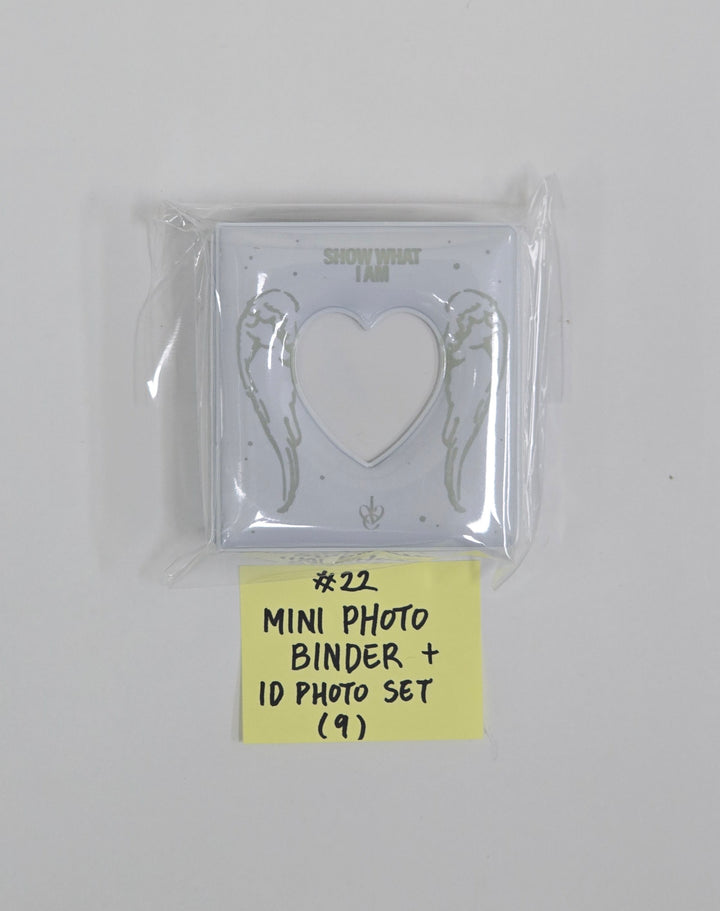 SHOW WHAT
I AM
#22
MINI PHOTO
BINDER +
ID PHOTO SET
(9)